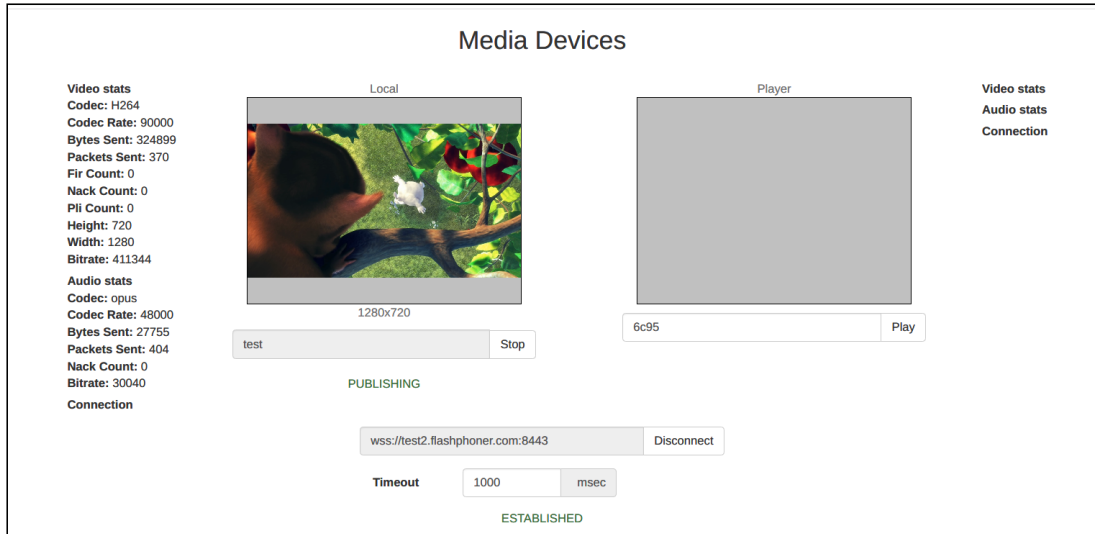 Media Devices
Video stats
Codec: H264
Codec Rate: 90000
Bytes Sent: 324899
Packets Sent: 370
Fir Count: 0
Nack Count: 0
Pli Count: 0
Height: 720
Width: 1280
Bitrate: 411344
Audio stats
Codec: opus
Codec Rate: 48000
Bytes Sent: 27755
Packets Sent: 404
Nack Count: 0
Bitrate: 30040
Connection
Local
1280x720
test Stop
PUBLISHING
Player
6c95 Play
Video stats
Audio stats
Connection
wss://test2.flashphoner.com:8443 Disconnect
Timeout 1000 msec
ESTABLISHED